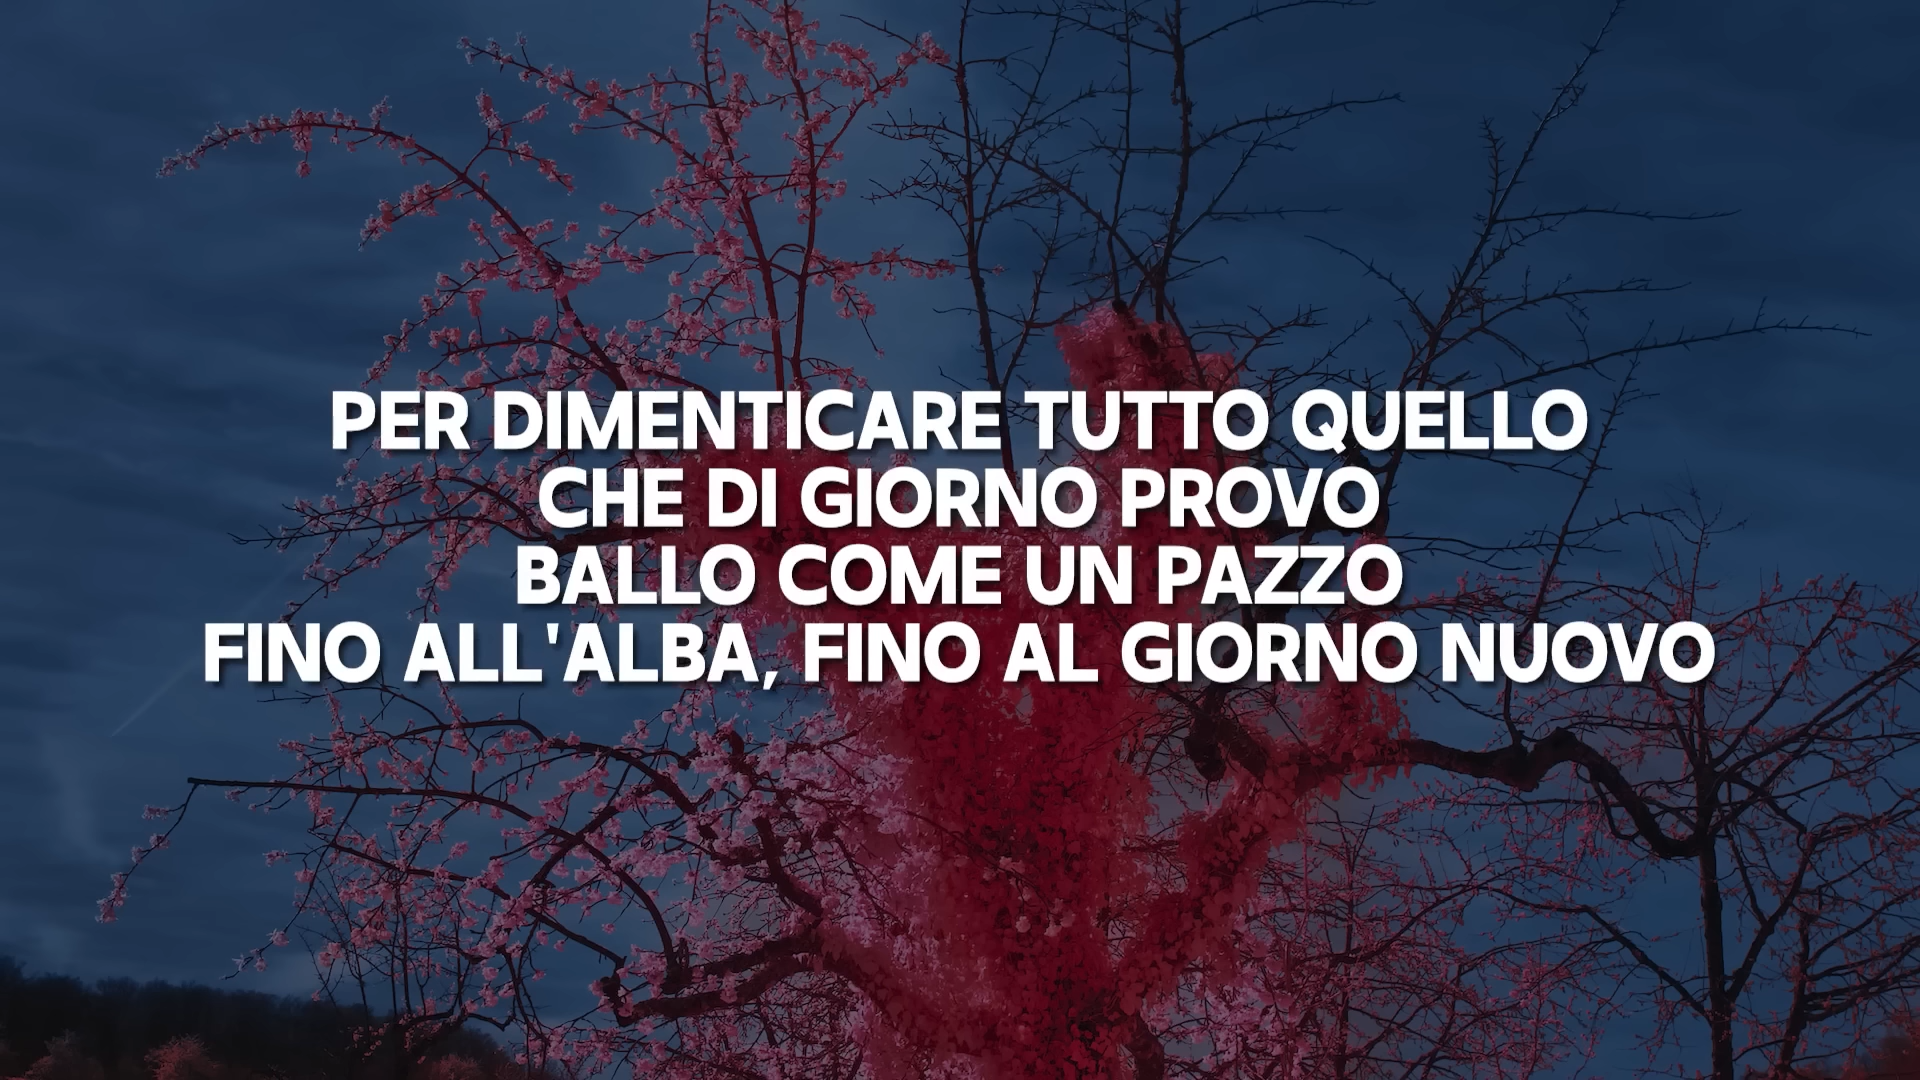 PER DIMENTICARE TUTTO QUELLO
CHE DI GIORNO PROVO
BALLO COME UN PAZZO
FINO ALL'ALBA, FINO AL GIORNO NUOVO